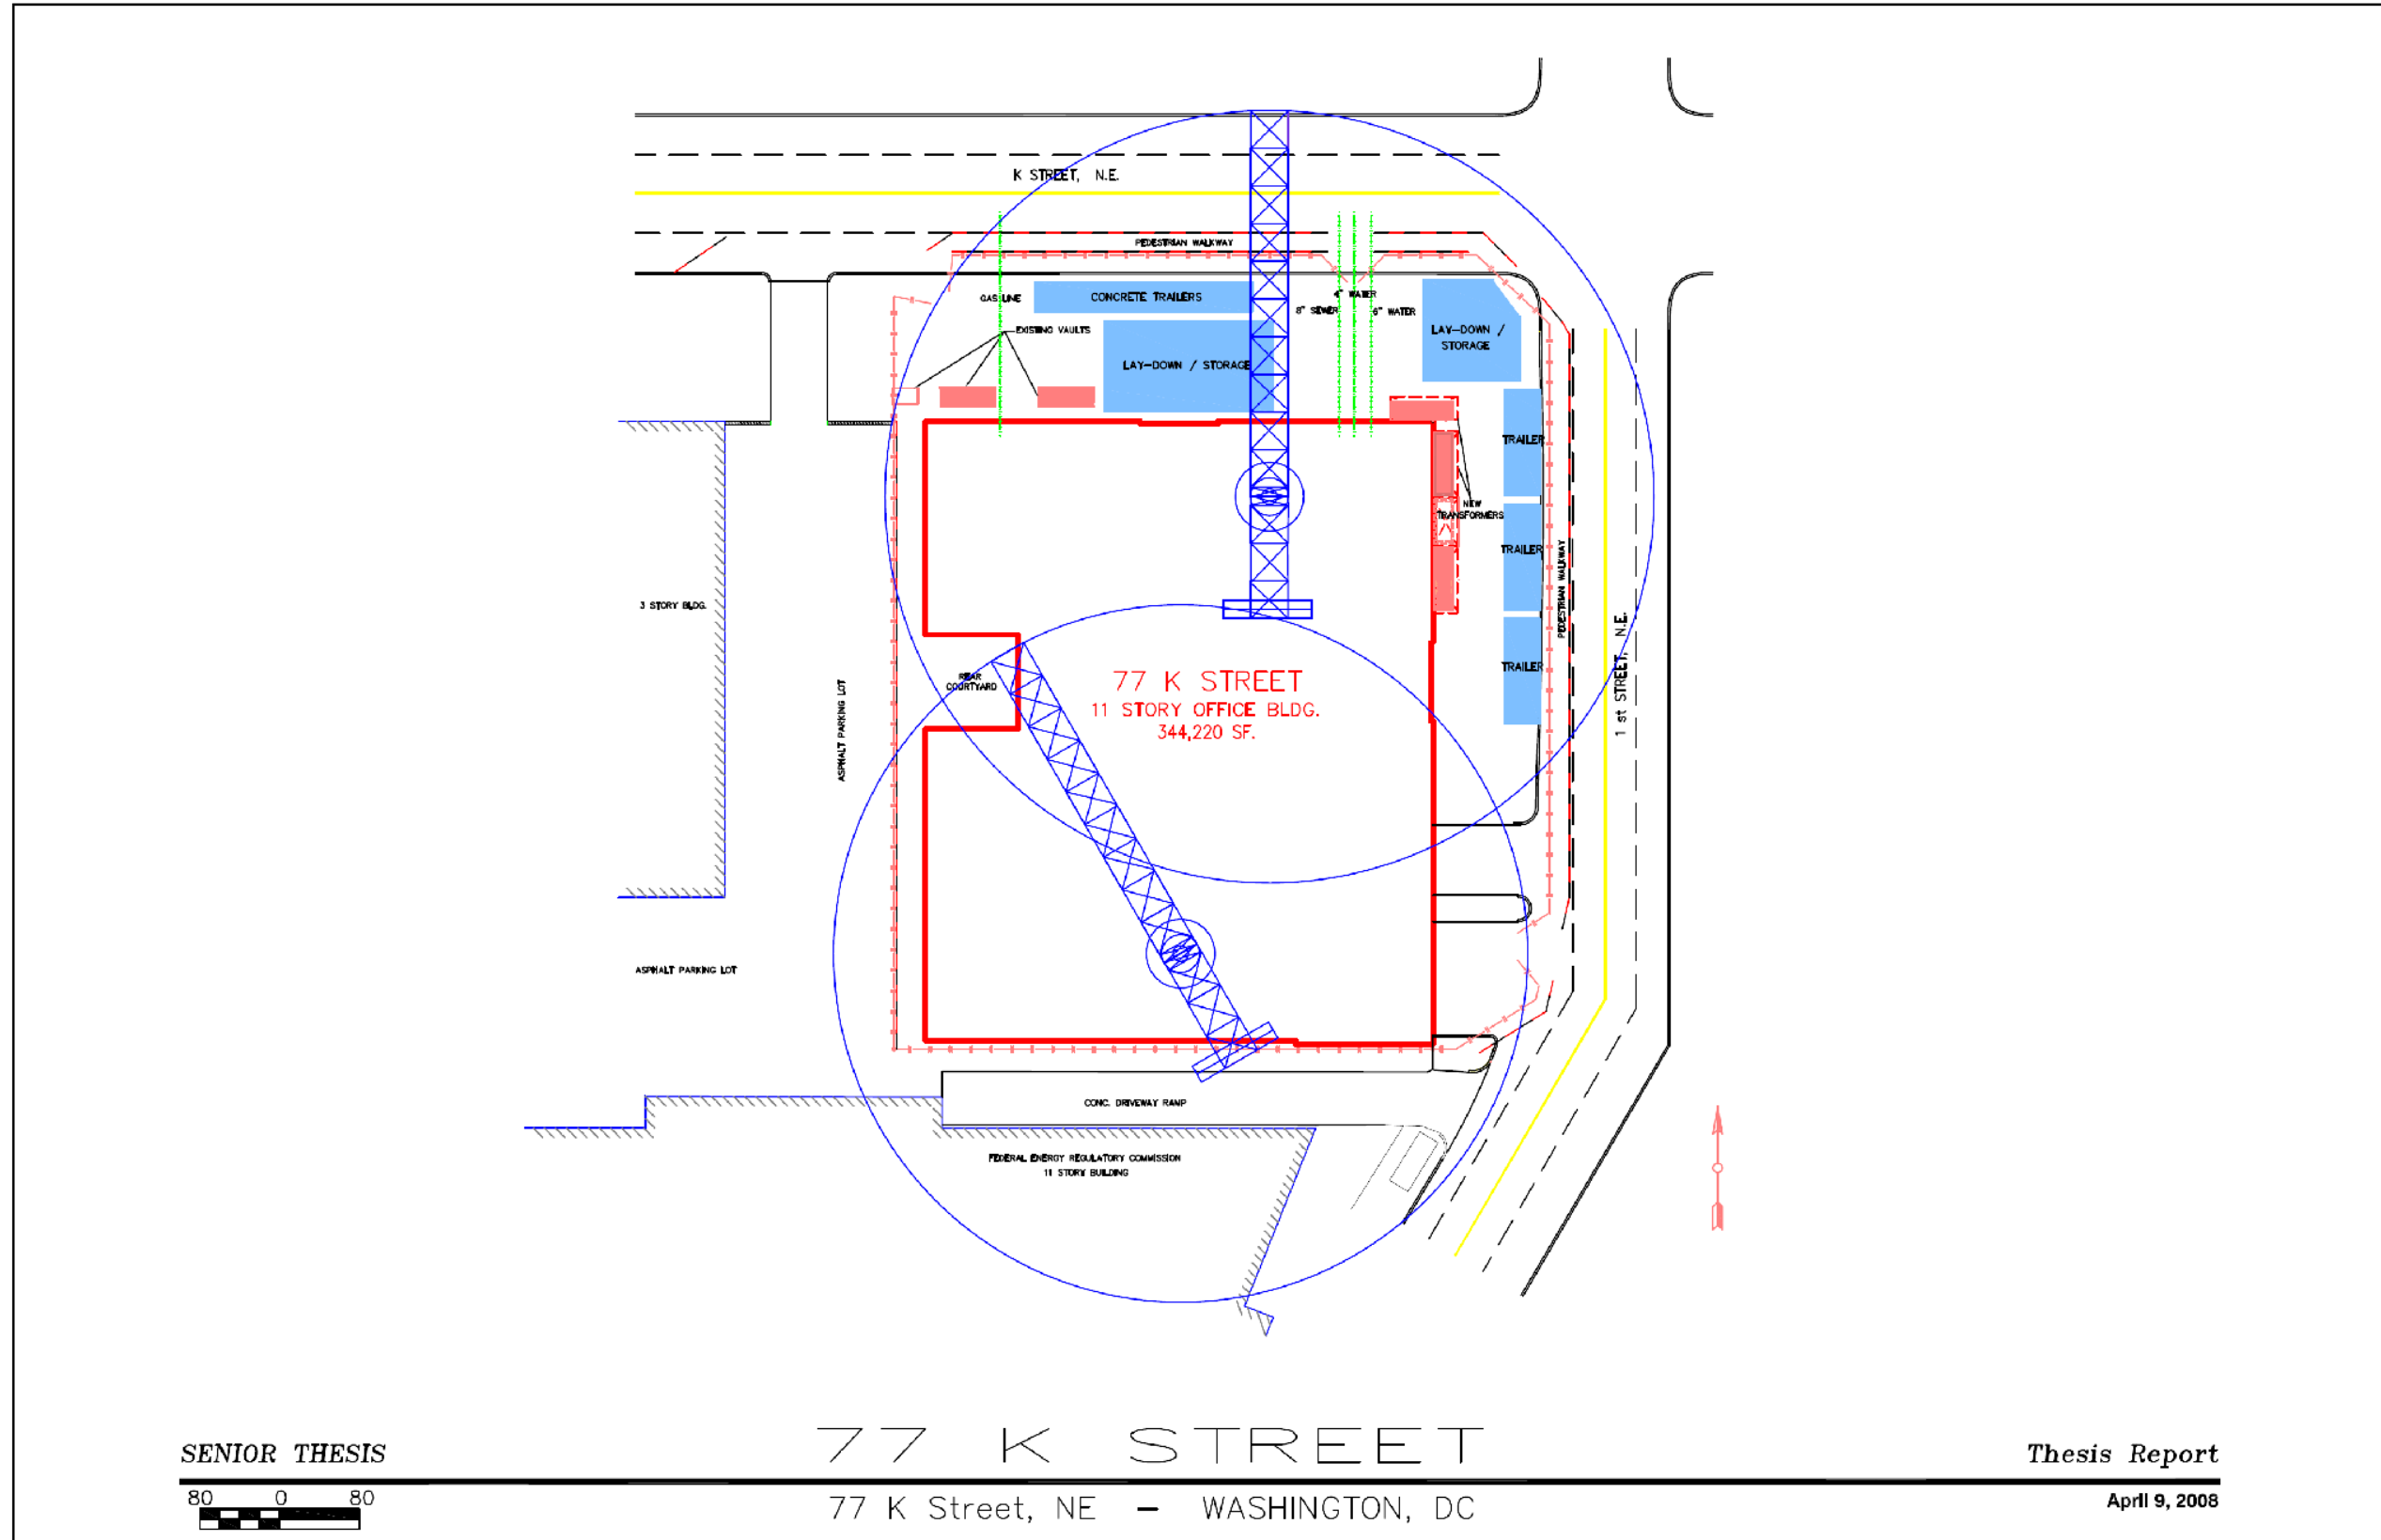 K STREET, N.E.
PEDESTRIAN WALKWAY
GAS LINE
CONCRETE TRAILERS
4" WATER
8" SEWER
6" WATER
EXISTING VAULTS
LAY-DOWN / STORAGE
LAY-DOWN /
STORAGE
TRAILER
NEW
TRANSFORMERS
TRAILER
PEDESTRIAN WALKWAY
3 STORY BLDG.
1 st STREET, N.E.
TRAILER
REAR
COURTYARD
77 K STREET
11 STORY OFFICE BLDG.
344,220 SF.
ASPHALT PARKING LOT
ASPHALT PARKING LOT
CONC. DRIVEWAY RAMP
FEDERAL ENERGY REGULATORY COMMISSION
11 STORY BUILDING
SENIOR THESIS
77 K STREET
Thesis Report
80 0 80
77 K Street, NE - WASHINGTON, DC
April 9, 2008